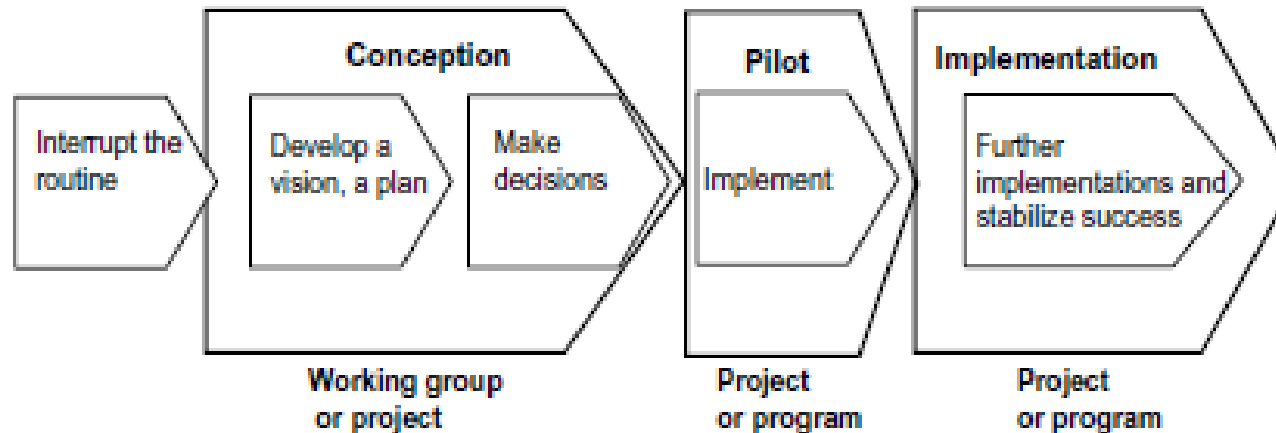 Conception
Pilot
Implementation
Interrupt the
routine
Develop a
vision, a plan
Make
decisions
Implement
Further
implementations and
stabilize success
Working group
or project
Project
or program
Project
or program